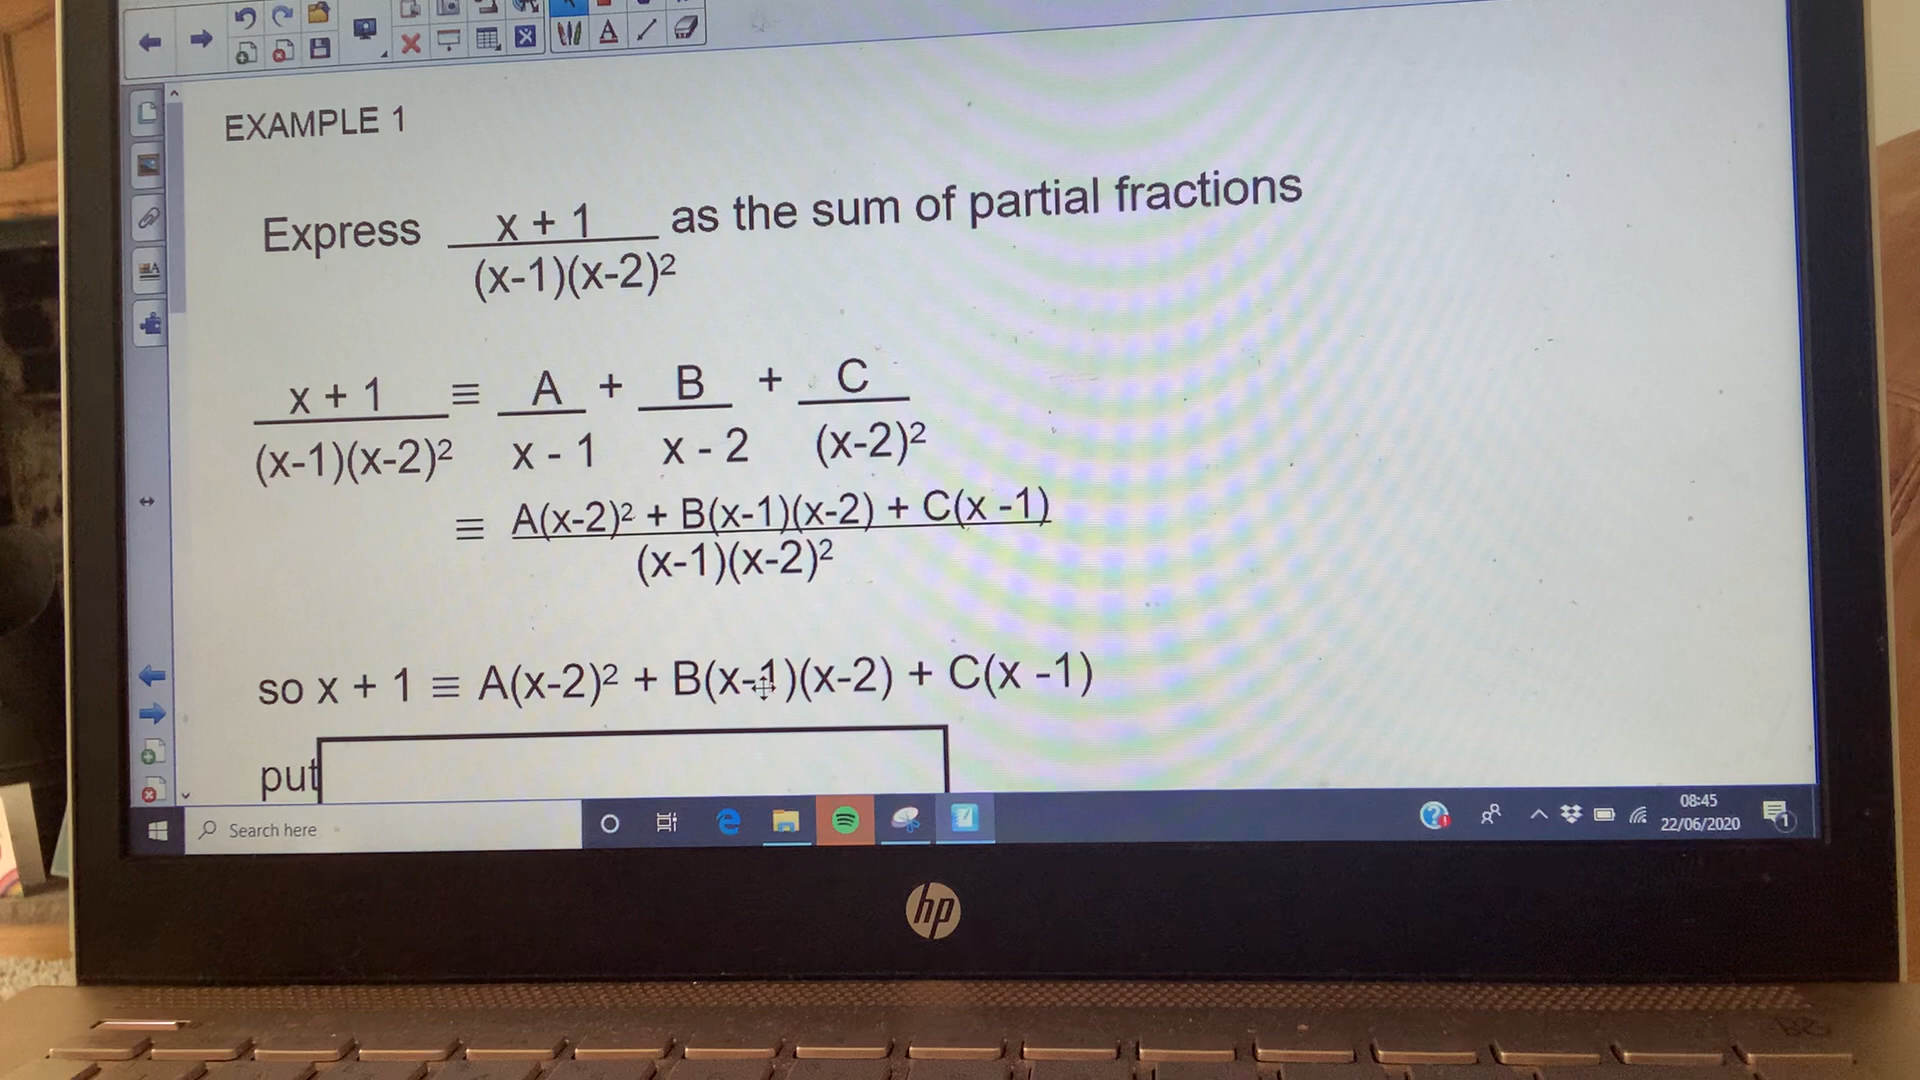 EXAMPLE 1
Express x + 1 as the sum of partial fractions
(x-1)(x-2)²
x + 1 ≡ A + B + C
(x-1)(x-2)² x - 1 x - 2 (x-2)²
≡ A(x-2)² + B(x-1)(x-2) + C(x -1)
(x-1)(x-2)²
so x + 1 ≡ A(x-2)² + B(x-1)(x-2) + C(x -1)
put
Search here
08:45
22/06/2020
1
hp